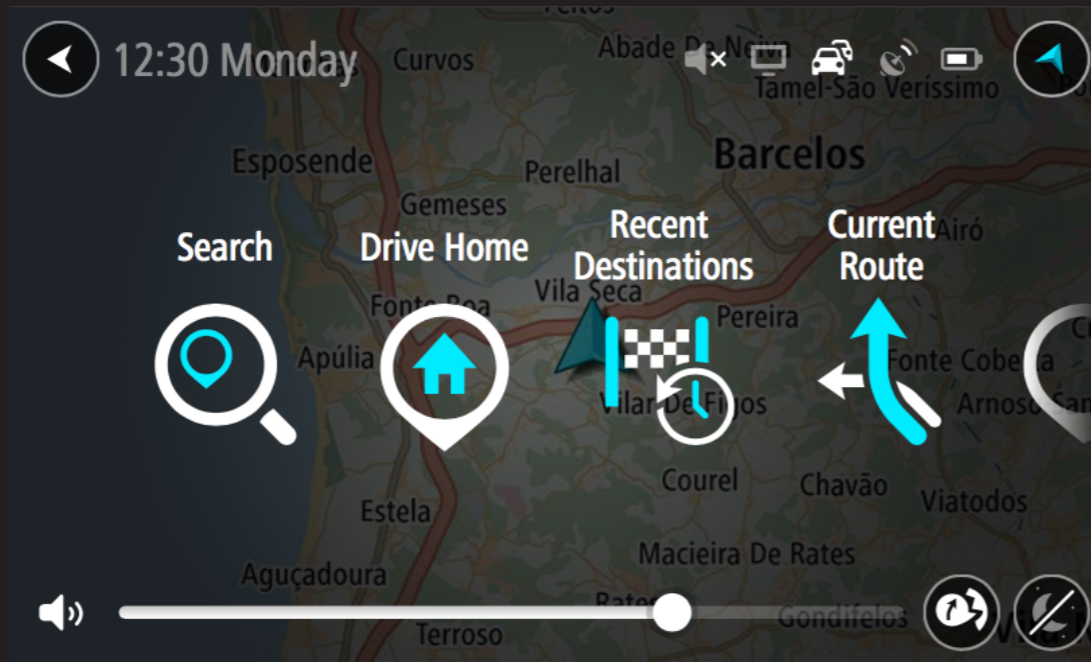 12:30 Monday
Curvos
Abade De Neiva
Tamel-São Veríssimo
Esposende
Perelhal
Barcelos
Gemeses
Search
Drive Home
Recent
Destinations
Current
Route
Airó
Fonte Boa
Vila Seca
Pereira
Apúlia
Fonte Coberta
Vilar De Figos
Arnoso San
Courel
Chavão
Viatodos
Estela
Macieira De Rates
Aguçadoura
Rates
Gondifelos
Terroso